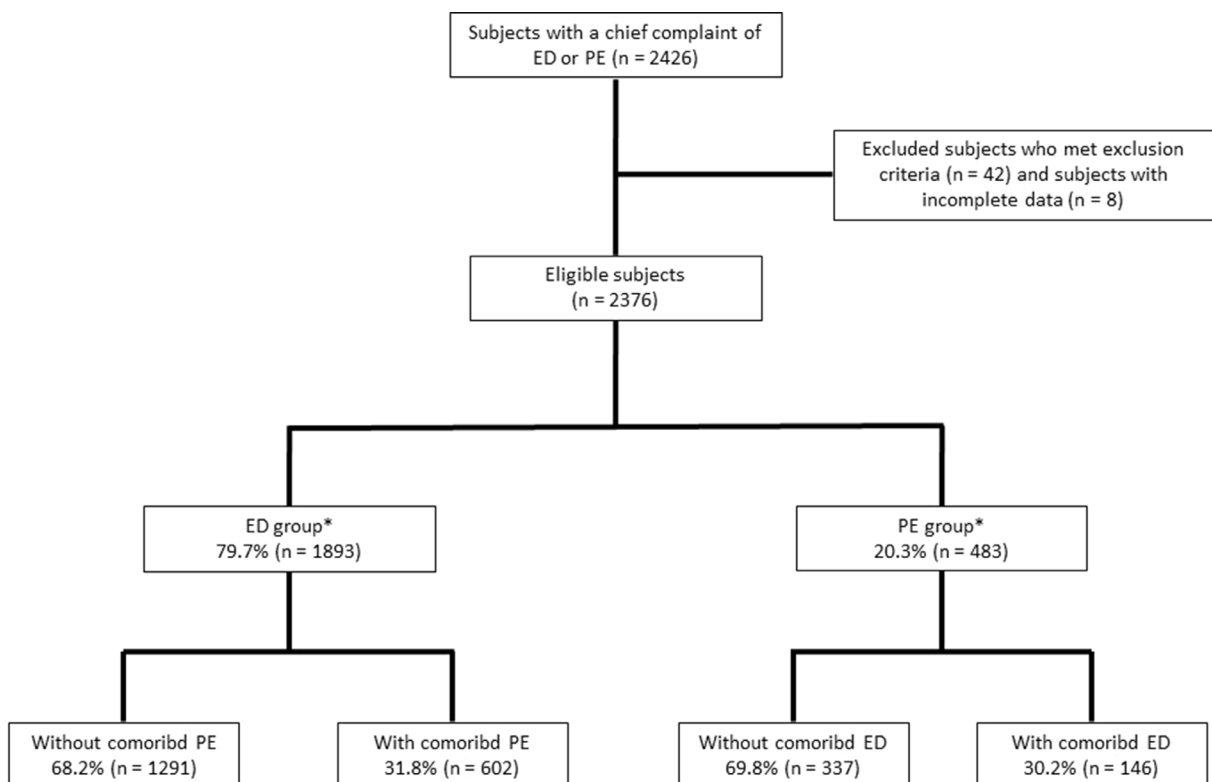 Subjects with a chief complaint of
ED or PE (n = 2426)
Excluded subjects who met exclusion
criteria (n = 42) and subjects with
incomplete data (n = 8)
Eligible subjects
(n = 2376)
ED group*
79.7% (n = 1893)
PE group*
20.3% (n = 483)
Without comoribd PE
68.2% (n = 1291)
With comoribd PE
31.8% (n = 602)
Without comoribd ED
69.8% (n = 337)
With comoribd ED
30.2% (n = 146)